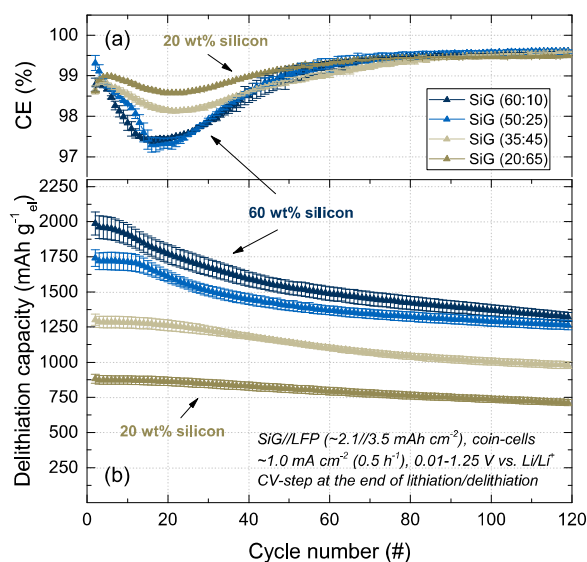 100
(a)
20 wt% silicon
99
98
97
CE (%)
SiG (60:10)
SiG (50:25)
SiG (35:45)
SiG (20:65)
2250
2000
1750
1500
1250
1000
750
500
250
Delithiation capacity (mAh g⁻¹el)
60 wt% silicon
20 wt% silicon
(b)
SiG//LFP (~2.1//3.5 mAh cm⁻²), coin-cells
~1.0 mA cm⁻² (0.5 h⁻¹), 0.01-1.25 V vs. Li/Li⁺
CV-step at the end of lithiation/delithiation
0 20 40 60 80 100 120
Cycle number (#)